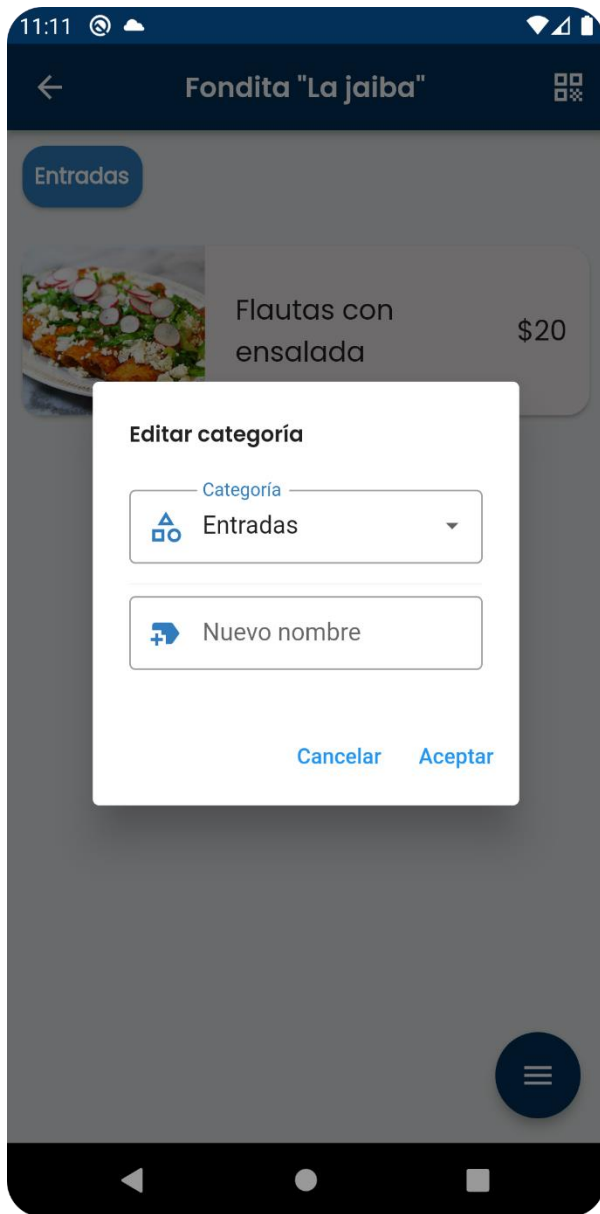 11:11
Fondita "La jaiba"
Entradas
Flautas con
ensalada
$20
Editar categoría
Categoría
Entradas
Nuevo nombre
Cancelar Aceptar